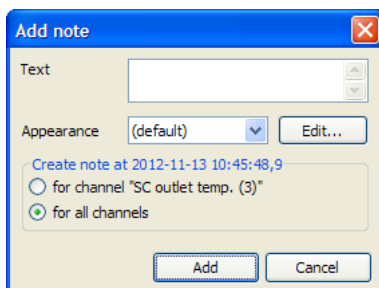 Add note
Text
Appearance (default) Edit...
Create note at 2012-11-13 10:45:48,9
for channel "SC outlet temp. (3)"
for all channels
Add Cancel